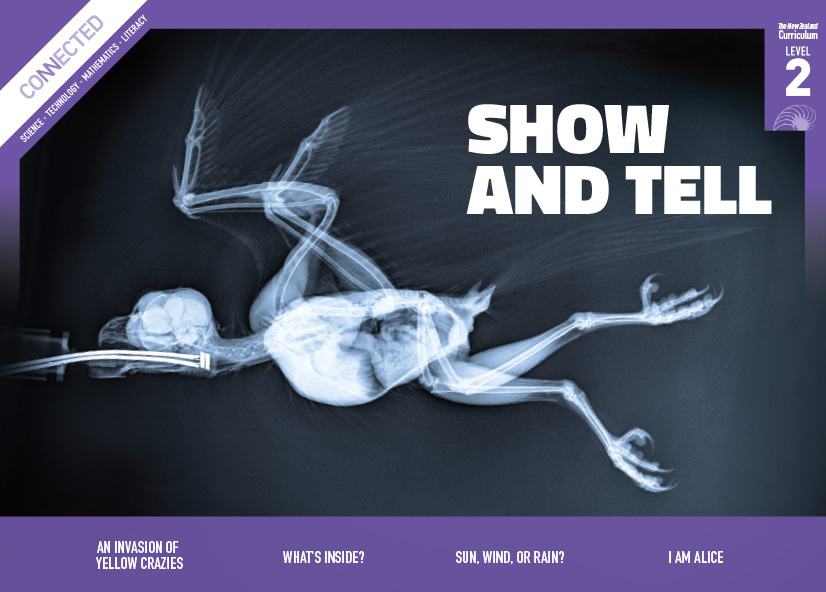 CONNECTED
SCIENCE • TECHNOLOGY • MATHEMATICS • LITERACY
The New Zealand
Curriculum
LEVEL
2
SHOW
AND TELL
AN INVASION OF
YELLOW CRAZIES
WHAT'S INSIDE?
SUN, WIND, OR RAIN?
I AM ALICE